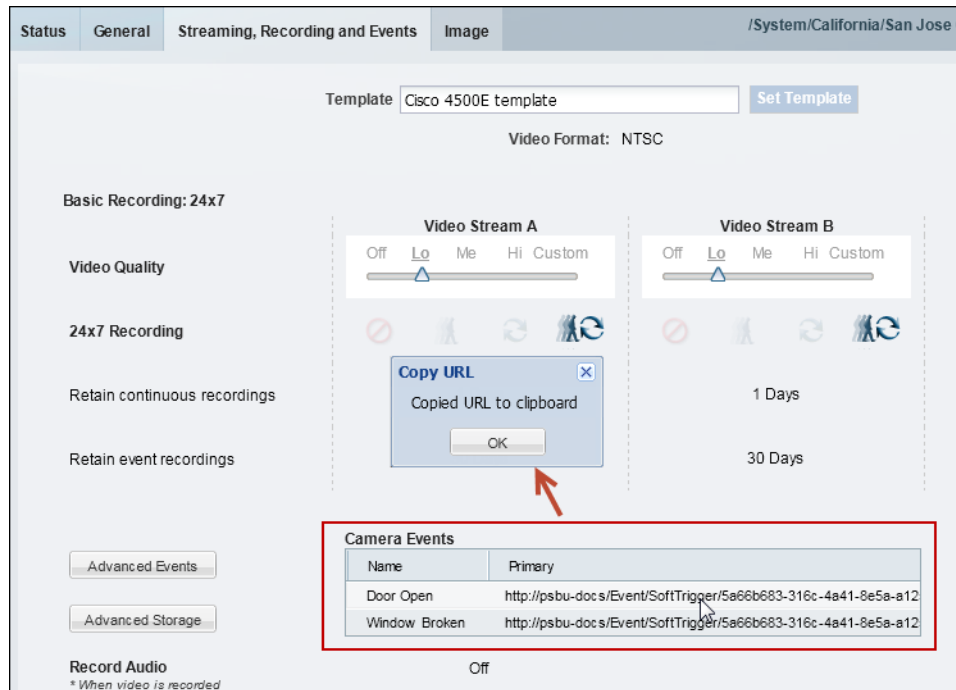 Status General Streaming, Recording and Events Image /System/California/San Jose
Template Cisco 4500E template Set Template
Video Format: NTSC
Basic Recording: 24x7
Video Stream A Video Stream B
Video Quality Off Lo Me Hi Custom Off Lo Me Hi Custom
24x7 Recording
Copy URL
Copied URL to clipboard
OK
Retain continuous recordings 1 Days
Retain event recordings 30 Days
Camera Events
Advanced Events Name Primary
Door Open http://psbu-docs/Event/SoftTrigger/5a66b683-316c-4a41-8e5a-a12
Advanced Storage Window Broken http://psbu-docs/Event/SoftTrigger/5a66b683-316c-4a41-8e5a-a12
Record Audio Off
* When video is recorded